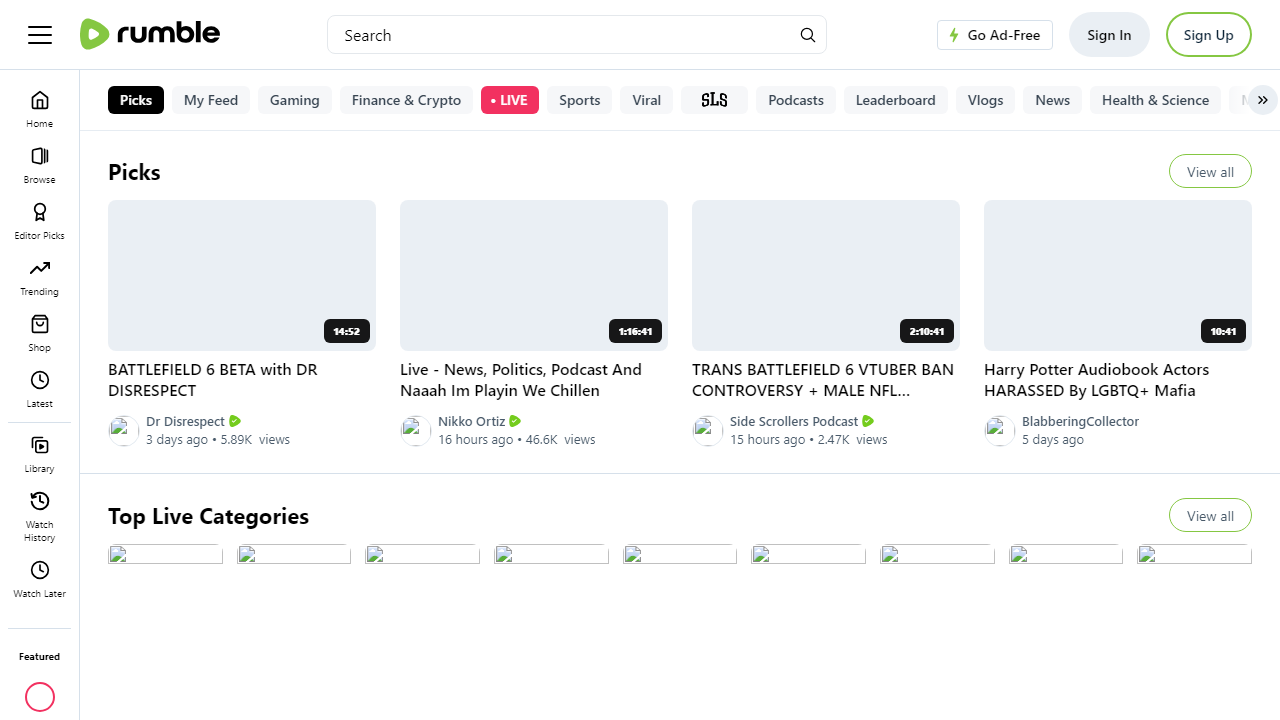 rumble
Search
Go Ad-Free
Sign In
Sign Up
Home
Browse
Editor Picks
Trending
Shop
Latest
Library
Watch
History
Watch Later
Featured
Picks
My Feed
Gaming
Finance & Crypto
• LIVE
Sports
Viral
SLS
Podcasts
Leaderboard
Vlogs
News
Health & Science
Picks
View all
14:52
1:16:41
2:10:41
10:41
BATTLEFIELD 6 BETA with DR
DISRESPECT
Dr Disrespect
3 days ago • 5.89K views
Live - News, Politics, Podcast And
Naaah Im Playin We Chillen
Nikko Ortiz
16 hours ago • 46.6K views
TRANS BATTLEFIELD 6 VTUBER BAN
CONTROVERSY + MALE NFL...
Side Scrollers Podcast
15 hours ago • 2.47K views
Harry Potter Audiobook Actors
HARASSED By LGBTQ+ Mafia
BlabberingCollector
5 days ago
Top Live Categories
View all